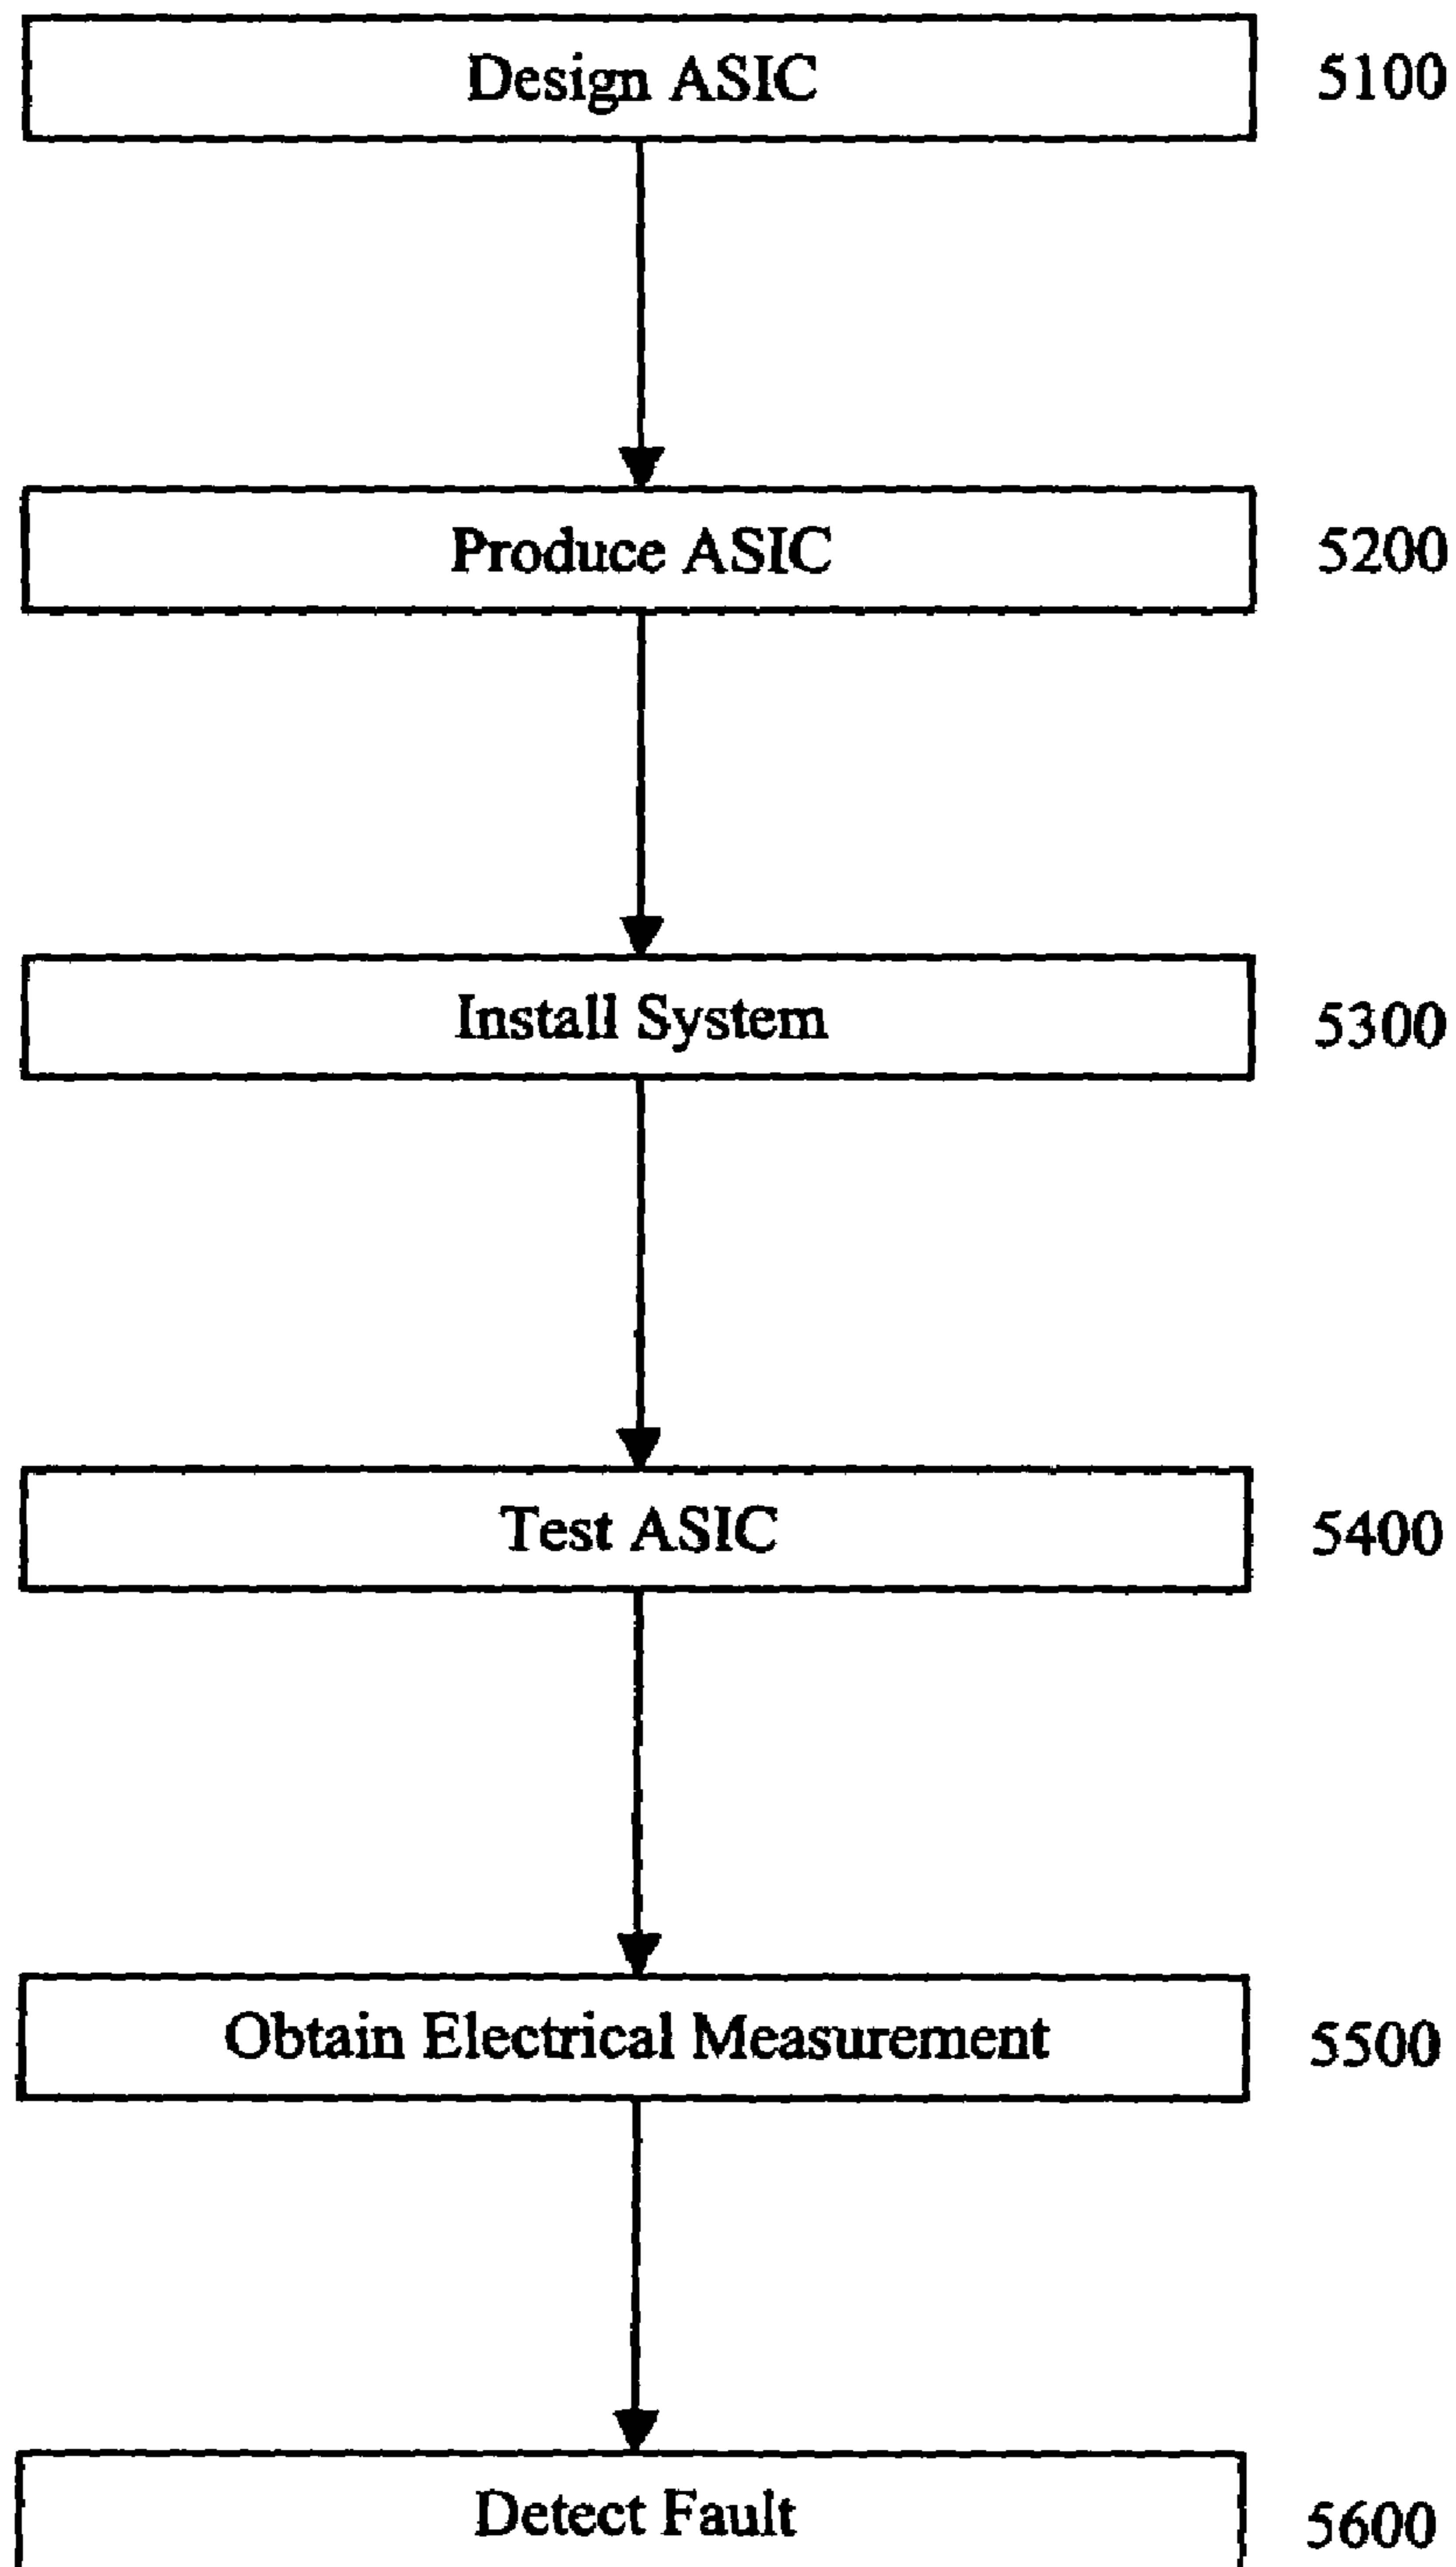 Design ASIC 5100
Produce ASIC 5200
Install System 5300
Test ASIC 5400
Obtain Electrical Measurement 5500
Detect Fault 5600